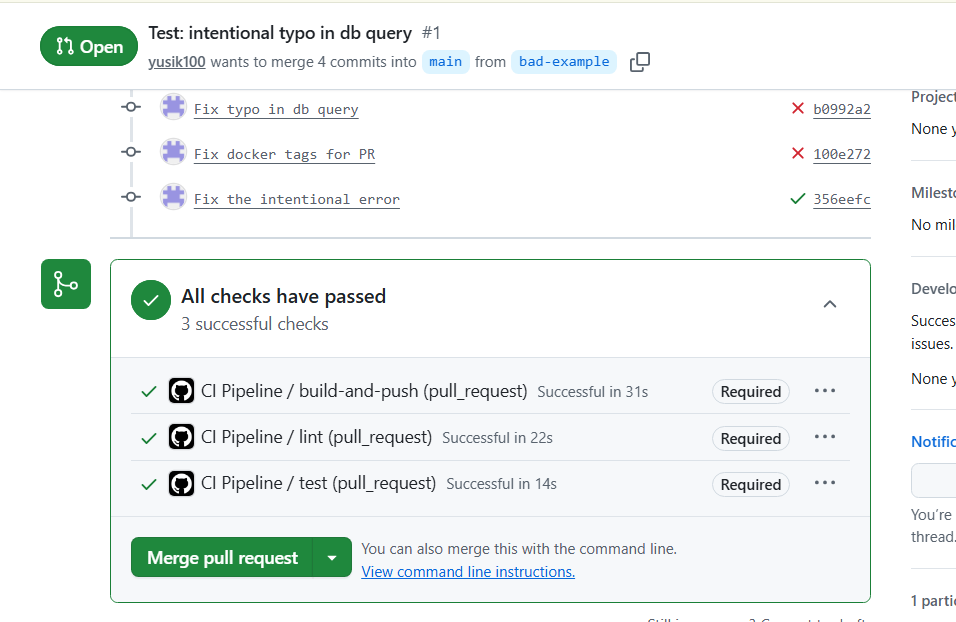 Open
Test: intentional typo in db query #1
yusik100 wants to merge 4 commits into main from bad-example
Fix typo in db query b0992a2
Fix docker tags for PR 100e272
Fix the intentional error 356eefc
All checks have passed
3 successful checks
CI Pipeline / build-and-push (pull_request) Successful in 31s Required
CI Pipeline / lint (pull_request) Successful in 22s Required
CI Pipeline / test (pull_request) Successful in 14s Required
Merge pull request
You can also merge this with the command line.
View command line instructions.
Project
None y
Milesto
No mil
Develo
Succes
issues.
None y
Notific
You're
thread.
1 partic